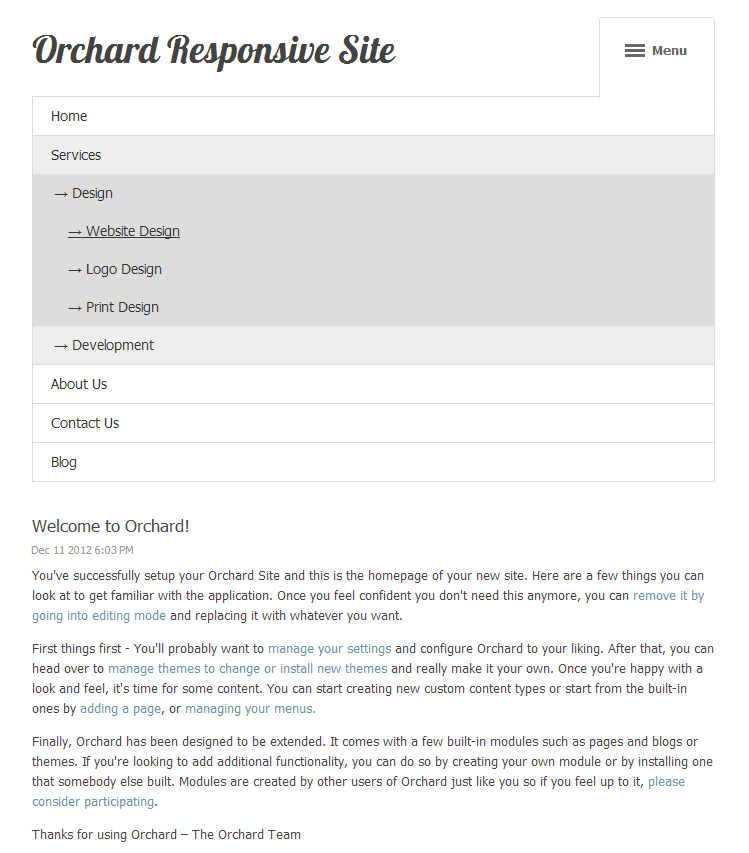 Orchard Responsive Site
Menu
Home
Services
→ Design
→ Website Design
→ Logo Design
→ Print Design
→ Development
About Us
Contact Us
Blog
Welcome to Orchard!
Dec 11 2012 6:03 PM
You've successfully setup your Orchard Site and this is the homepage of your new site. Here are a few things you can
look at to get familiar with the application. Once you feel confident you don't need this anymore, you can remove it by
going into editing mode and replacing it with whatever you want.
First things first - You'll probably want to manage your settings and configure Orchard to your liking. After that, you can
head over to manage themes to change or install new themes and really make it your own. Once you're happy with a
look and feel, it's time for some content. You can start creating new custom content types or start from the built-in
ones by adding a page, or managing your menus.
Finally, Orchard has been designed to be extended. It comes with a few built-in modules such as pages and blogs or
themes. If you're looking to add additional functionality, you can do so by creating your own module or by installing one
that somebody else built. Modules are created by other users of Orchard just like you so if you feel up to it, please
consider participating.
Thanks for using Orchard – The Orchard Team